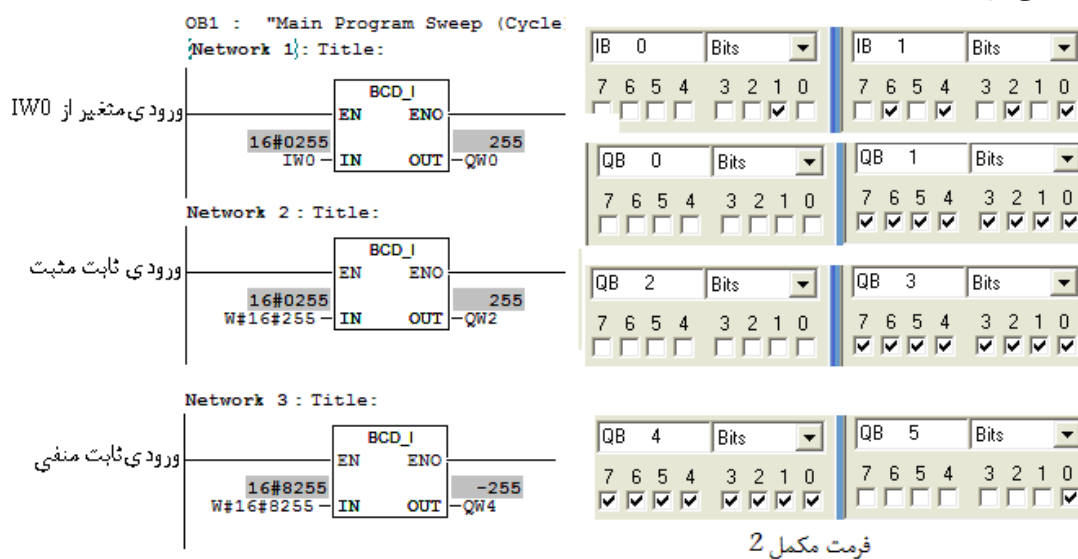 OB1 : "Main Program Sweep (Cycle
Network 1: Title:
ورودی متغیر از IW0
BCD_I
EN ENO
16#0255 255
IW0 IN OUT QW0
Network 2 : Title:
ورودی ثابت مثبت
BCD_I
EN ENO
16#0255 255
W#16#255 IN OUT QW2
Network 3 : Title:
ورودی ثابت منفی
BCD_I
EN ENO
16#8255 -255
W#16#8255 IN OUT QW4
IB 0 Bits
7 6 5 4 3 2 1 0
IB 1 Bits
7 6 5 4 3 2 1 0
QB 0 Bits
7 6 5 4 3 2 1 0
QB 1 Bits
7 6 5 4 3 2 1 0
QB 2 Bits
7 6 5 4 3 2 1 0
QB 3 Bits
7 6 5 4 3 2 1 0
QB 4 Bits
7 6 5 4 3 2 1 0
QB 5 Bits
7 6 5 4 3 2 1 0
فرمت مکمل 2